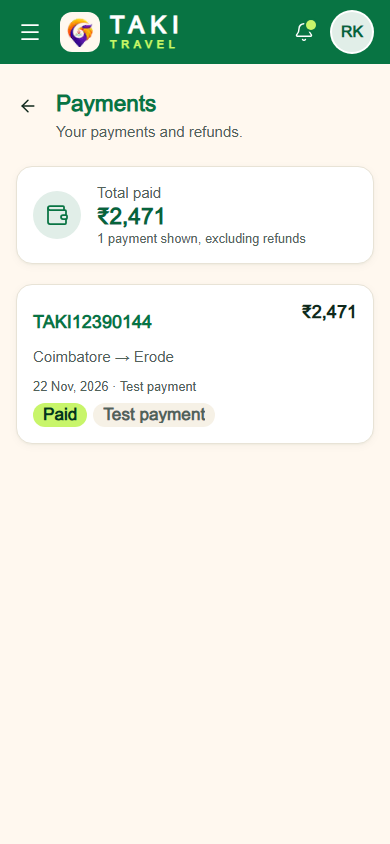 TAKI
TRAVEL
RK
Payments
Your payments and refunds.
Total paid
₹2,471
1 payment shown, excluding refunds
TAKI12390144
₹2,471
Coimbatore → Erode
22 Nov, 2026 · Test payment
Paid
Test payment